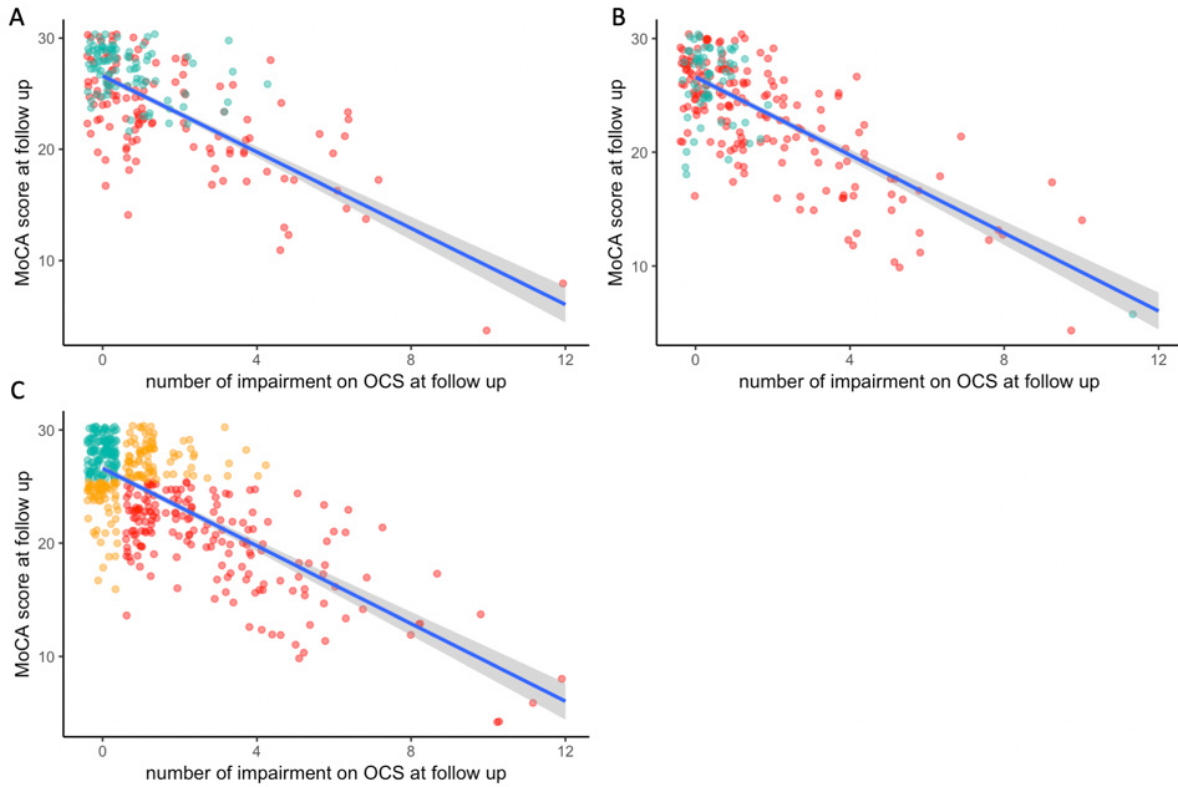 A
30
20
10
MoCA score at follow up
0 4 8 12
number of impairment on OCS at follow up
B
30
20
10
MoCA score at follow up
0 4 8 12
number of impairment on OCS at follow up
C
30
20
10
MoCA score at follow up
0 4 8 12
number of impairment on OCS at follow up